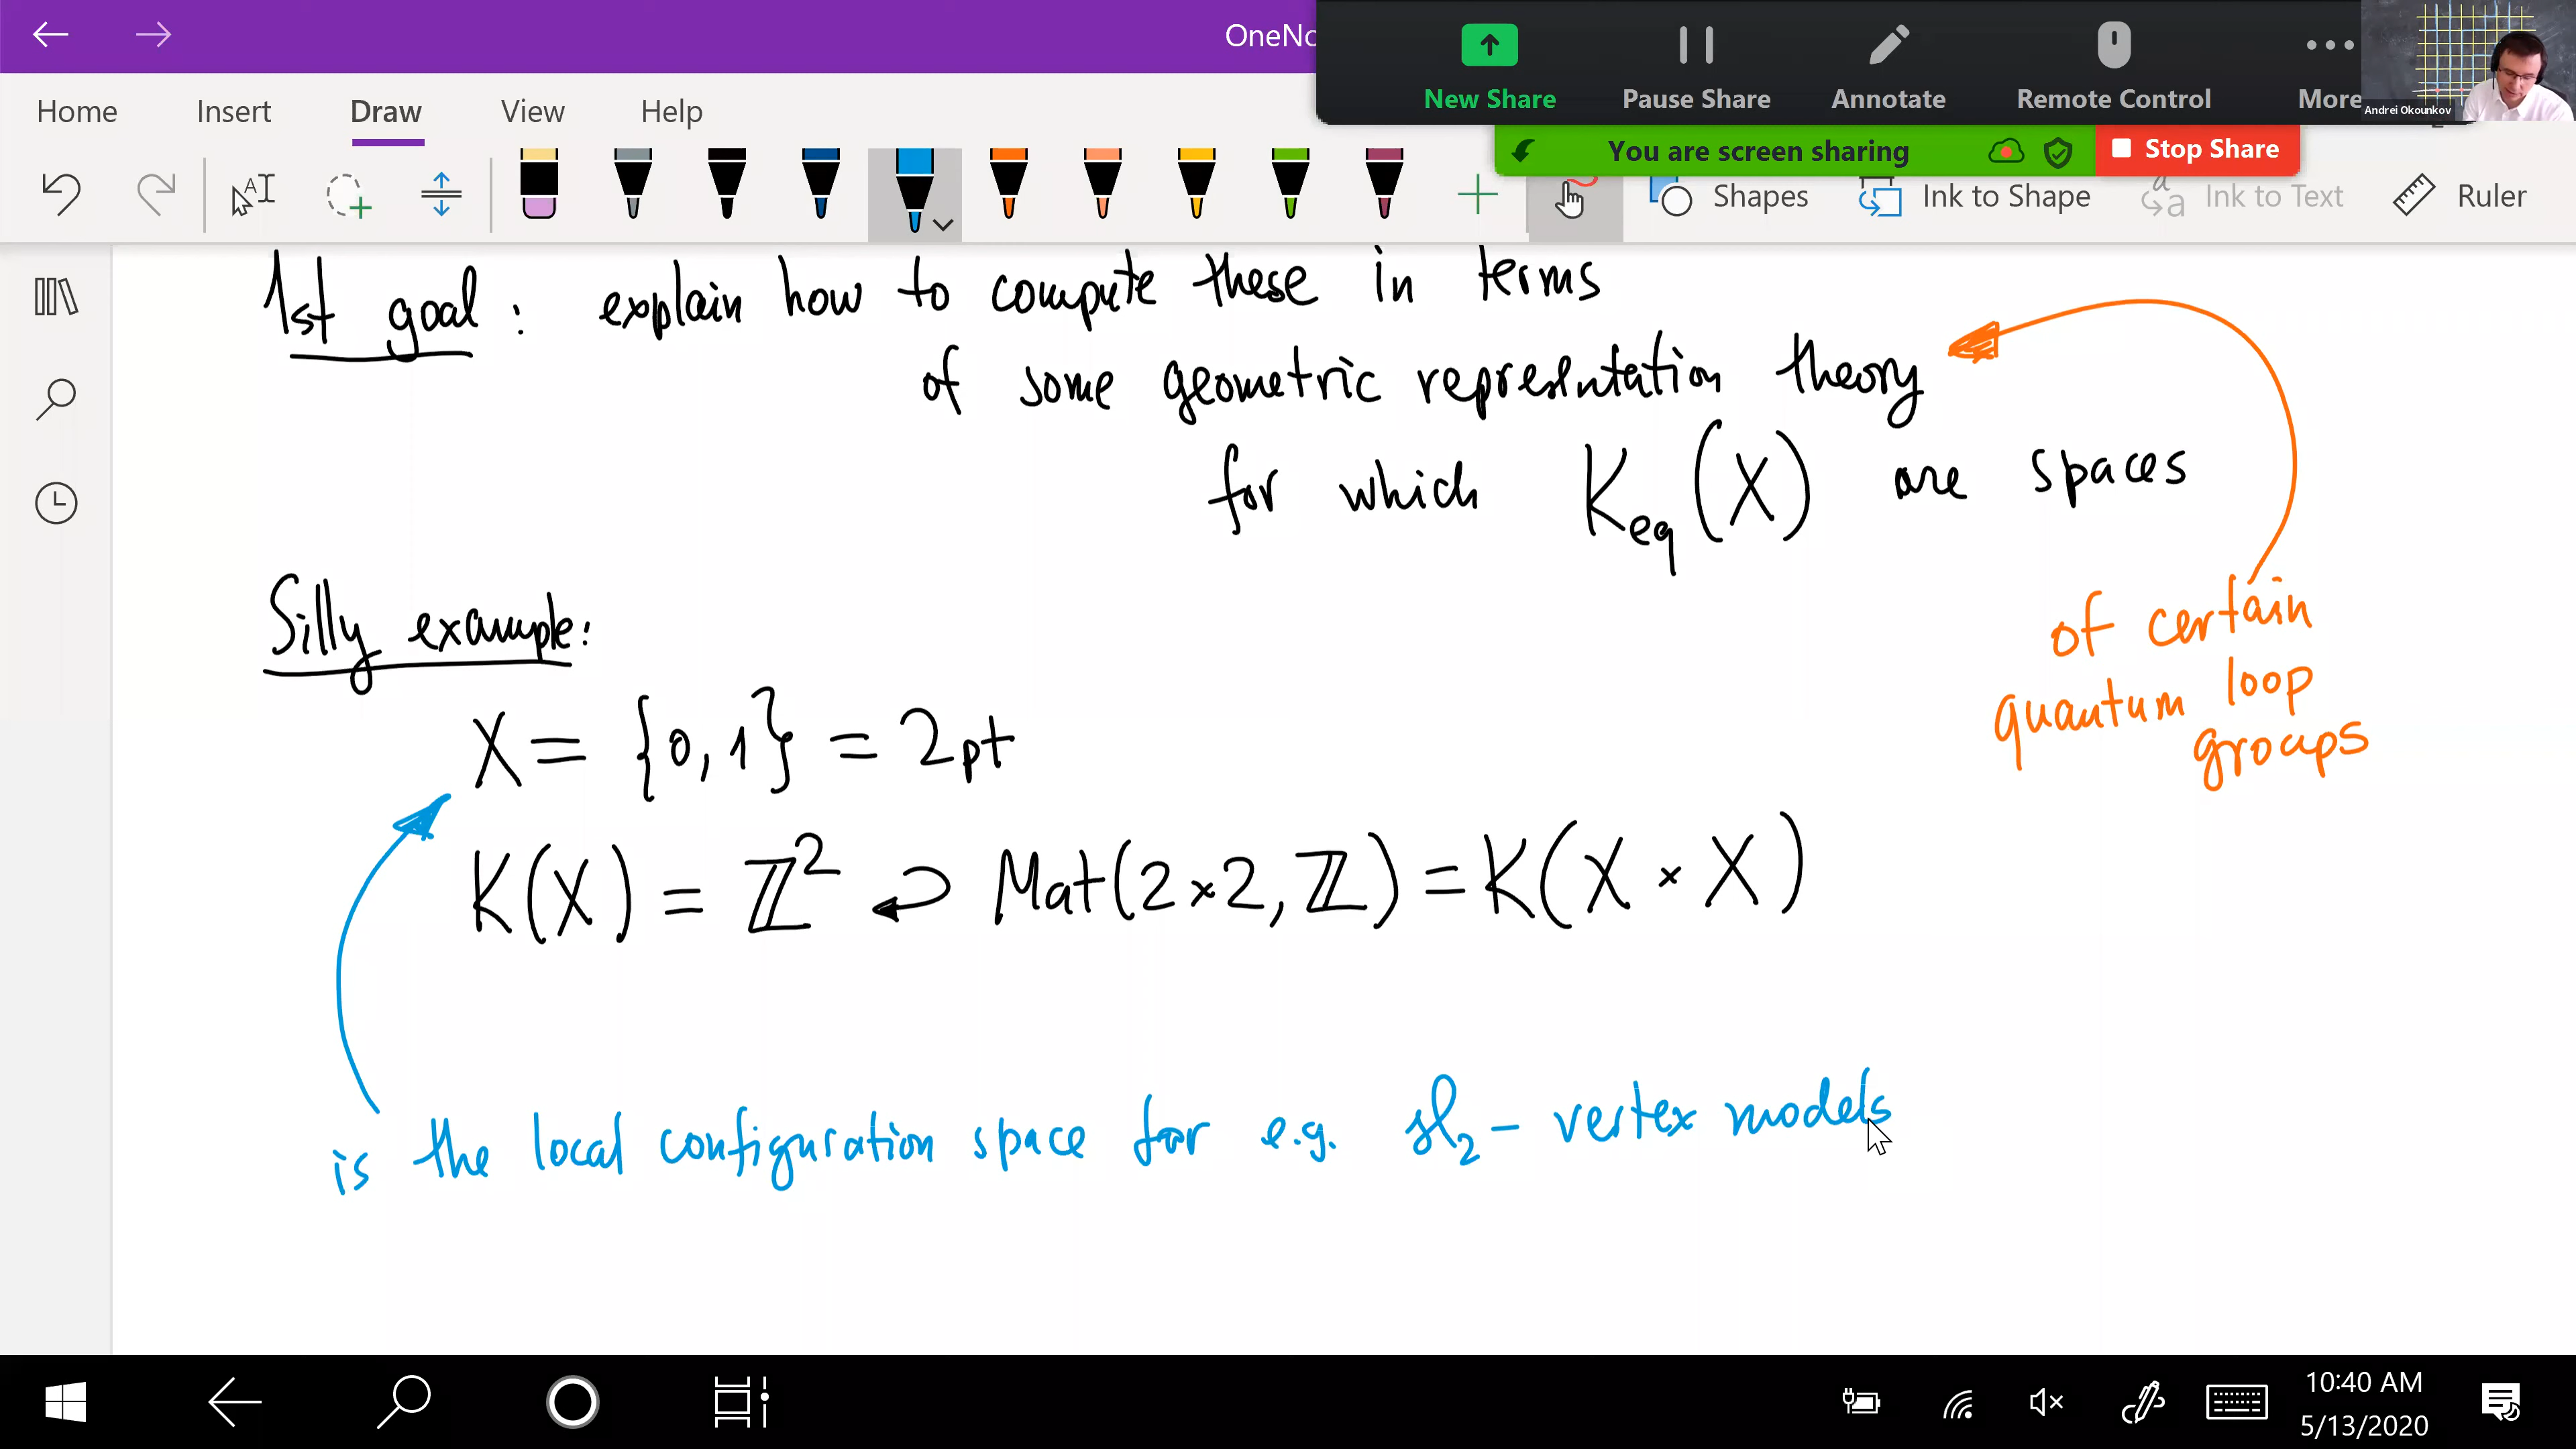 OneNo
New Share
Pause Share
Annotate
Remote Control
More
Andrei Okounkov
Home
Insert
Draw
View
Help
You are screen sharing
Stop Share
Shapes
Ink to Shape
Ink to Text
Ruler
1st goal: explain how to compute these in terms
of some geometric representation theory
for which K_eq(X) are spaces
of certain
quantum loop
groups
Silly example:
X = {0,1} = 2pt
K(X) = ℤ² ↩ Mat(2×2, ℤ) = K(X × X)
is the local configuration space for e.g. sl₂ - vertex models
10:40 AM
5/13/2020